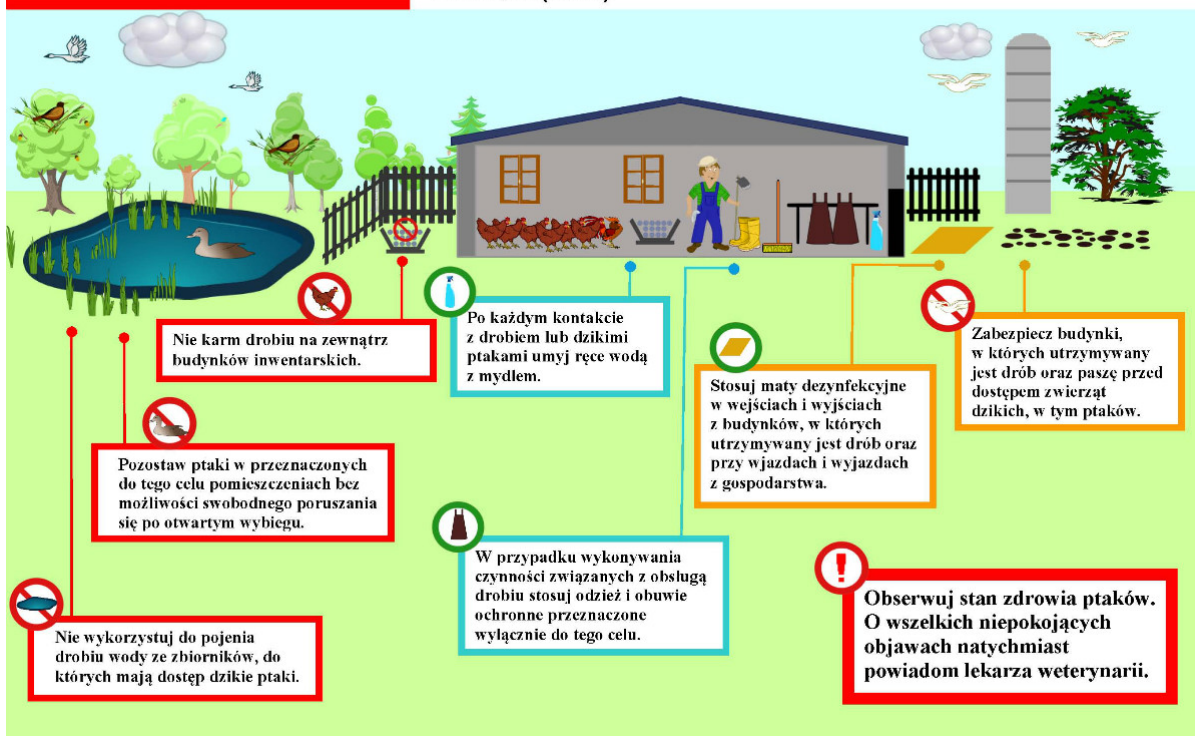 Nie karm drobiu na zewnątrz
budynków inwentarskich.
Po każdym kontakcie
z drobiem lub dzikimi
ptakami umyj ręce wodą
z mydłem.
Stosuj maty dezynfekcyjne
w wejściach i wyjściach
z budynków, w których
utrzymywany jest drób oraz
przy wjazdach i wyjazdach
z gospodarstwa.
Zabezpiecz budynki,
w których utrzymywany
jest drób oraz paszę przed
dostępem zwierząt
dzikich, w tym ptaków.
Pozostaw ptaki w przeznaczonych
do tego celu pomieszczeniach bez
możliwości swobodnego poruszania
się po otwartym wybiegu.
W przypadku wykonywania
czynności związanych z obsługą
drobiu stosuj odzież i obuwie
ochronne przeznaczone
wyłącznie do tego celu.
Nie wykorzystuj do pojenia
drobiu wody ze zbiorników, do
których mają dostęp dzikie ptaki.
!
Obserwuj stan zdrowia ptaków.
O wszelkich niepokojących
objawach natychmiast
powiadom lekarza weterynarii.